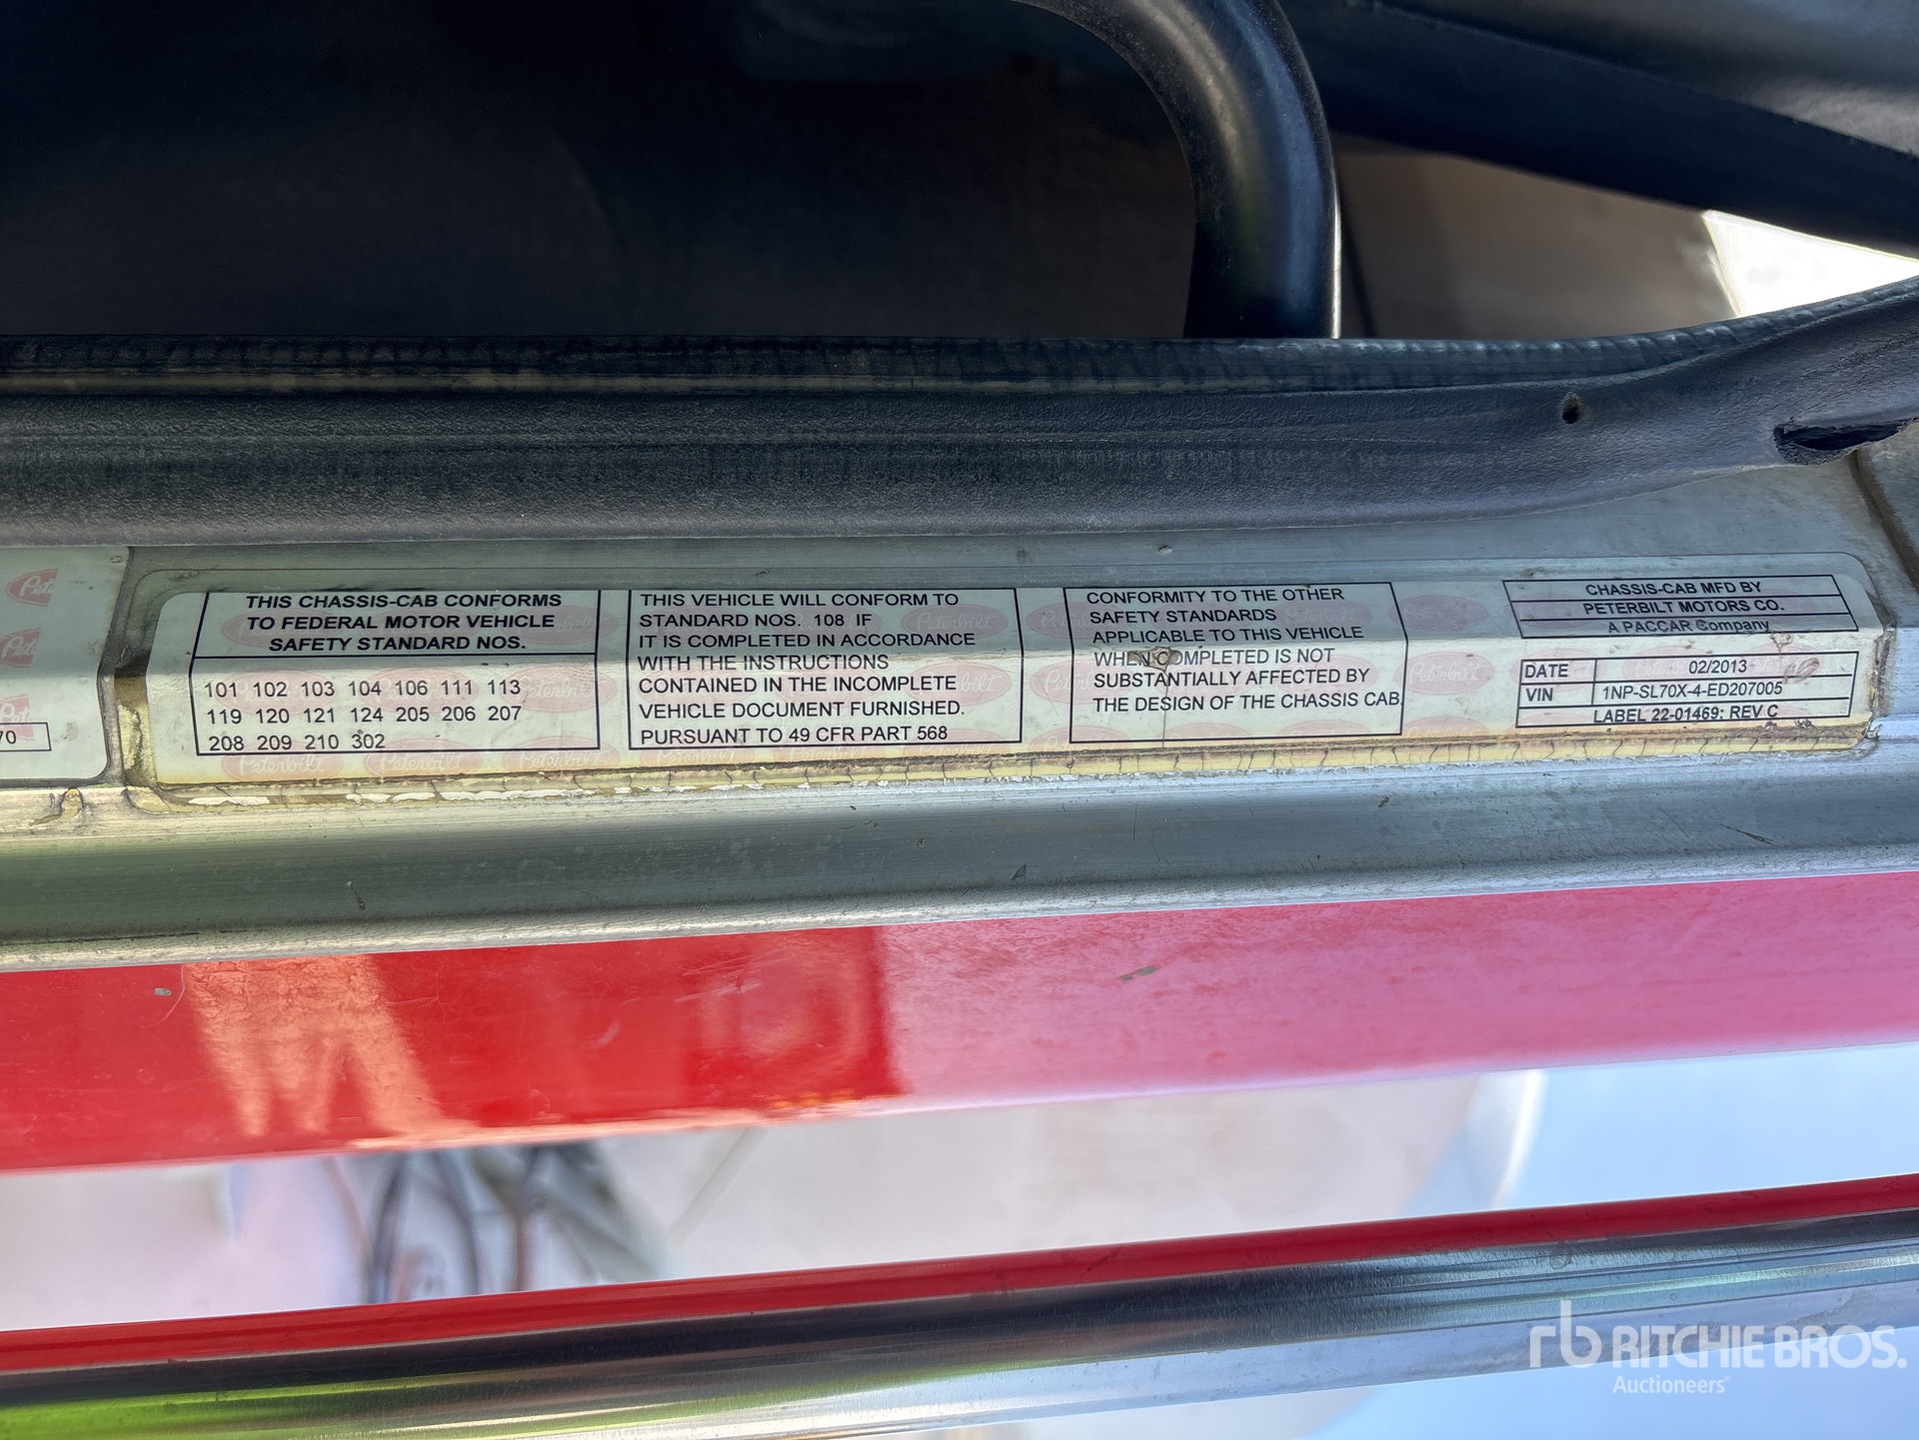 THIS CHASSIS-CAB CONFORMS
TO FEDERAL MOTOR VEHICLE
SAFETY STANDARD NOS.
101 102 103 104 106 111 113
119 120 121 124 205 206 207
208 209 210 302
THIS VEHICLE WILL CONFORM TO
STANDARD NOS. 108 IF
IT IS COMPLETED IN ACCORDANCE
WITH THE INSTRUCTIONS
CONTAINED IN THE INCOMPLETE
VEHICLE DOCUMENT FURNISHED.
PURSUANT TO 49 CFR PART 568
CONFORMITY TO THE OTHER
SAFETY STANDARDS
APPLICABLE TO THIS VEHICLE
WHEN COMPLETED IS NOT
SUBSTANTIALLY AFFECTED BY
THE DESIGN OF THE CHASSIS CAB.
CHASSIS-CAB MFD BY
PETERBILT MOTORS CO.
A PACCAR Company
DATE 02/2013
VIN 1NP-SL70X-4-ED207005
LABEL 22-01469: REV C
70
Peterbilt
rb RITCHIE BROS.
Auctioneers